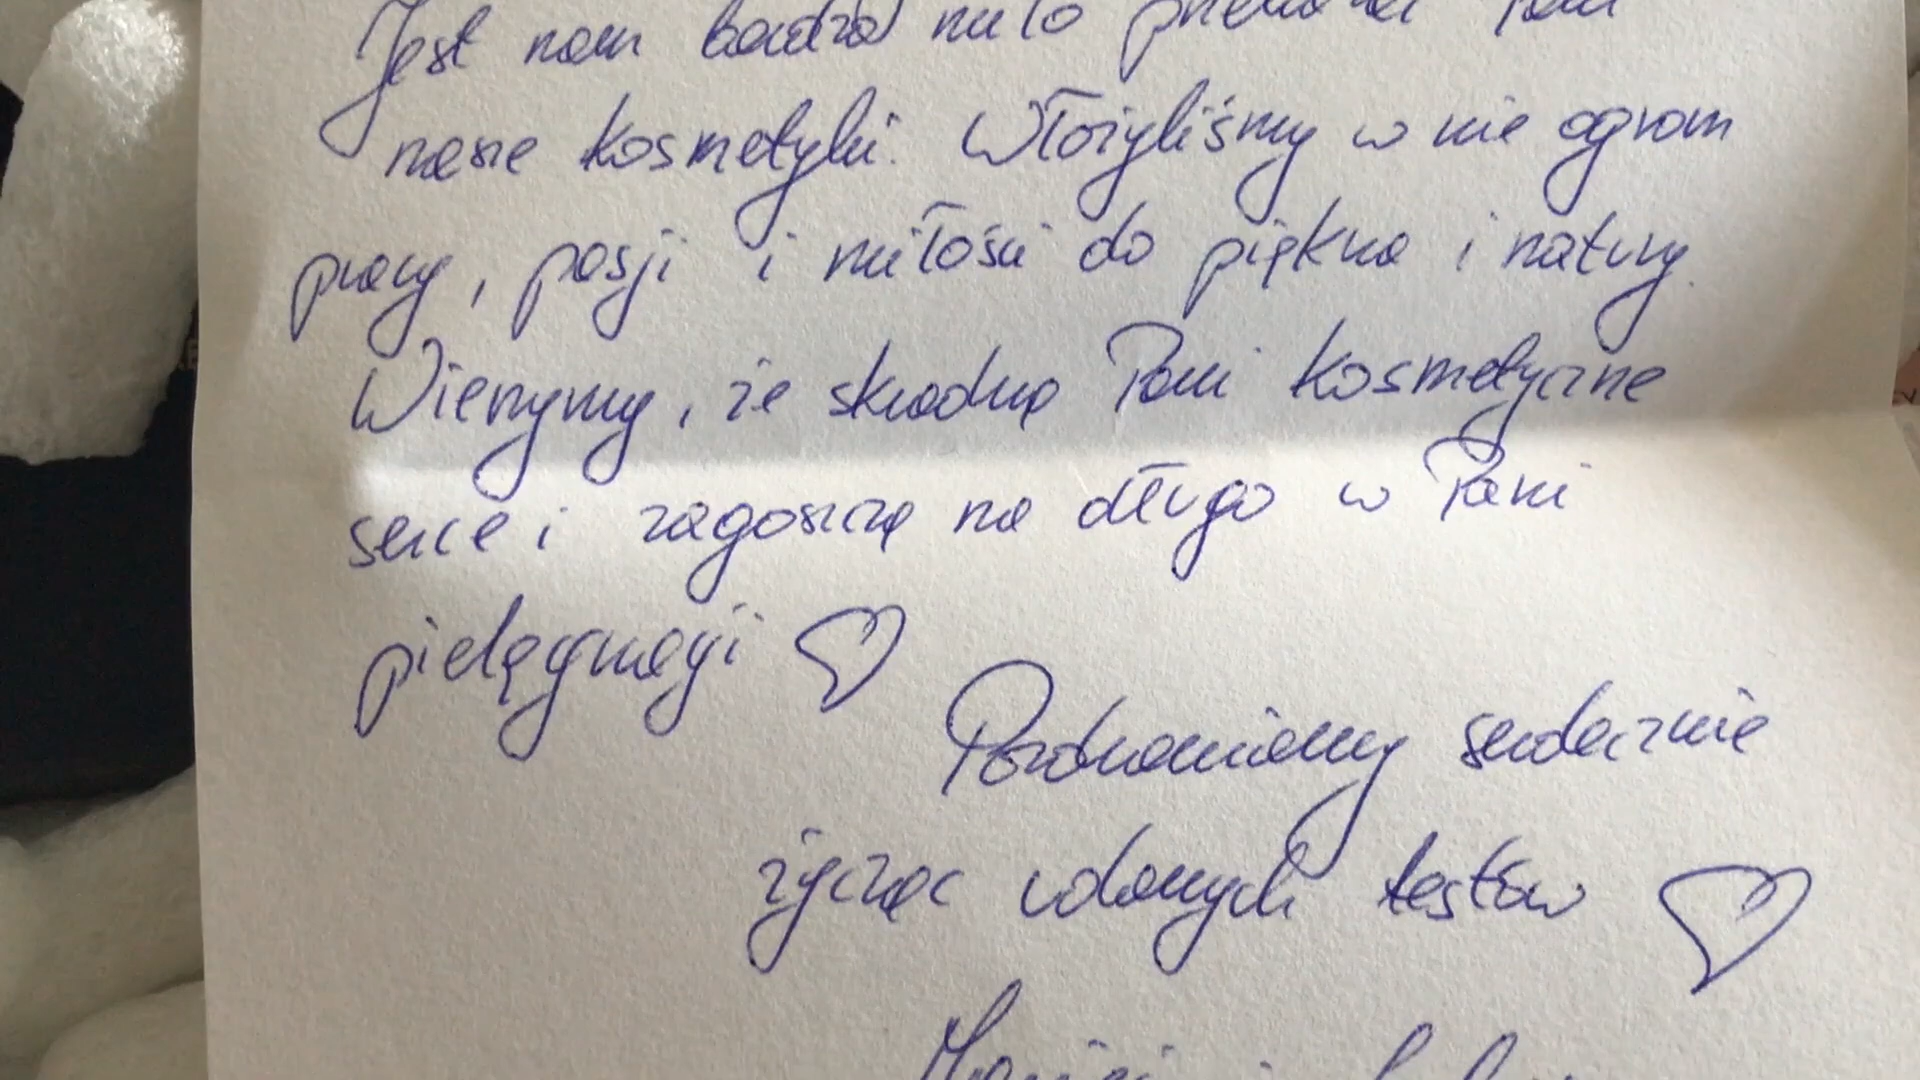 Jest nam bardzo miło przekazać Pani
nasze kosmetyki. Włożyliśmy w nie ogrom
pracy, pasji i miłości do piękna i natury.
Wierzymy, że skradną Pani kosmetyczne
serce i zagoszczą na długo w Pani
pielęgnacji ♡
Pozdrawiamy serdecznie
życząc udanych testów ♡